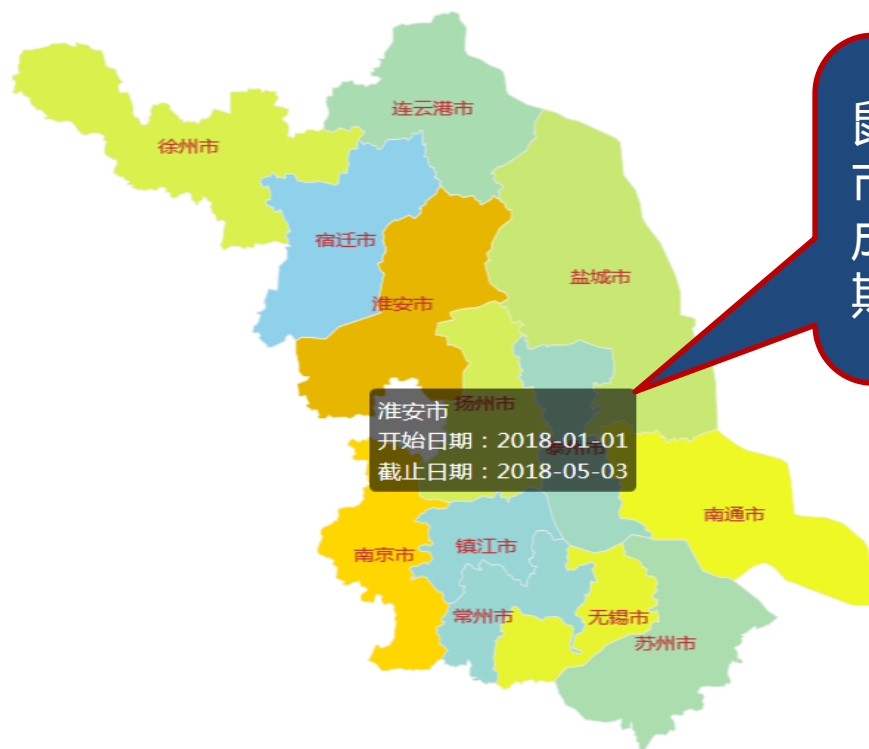 连云港市
徐州市
宿迁市
盐城市
淮安市
扬州市
淮安市
开始日期：2018-01-01
截止日期：2018-05-03
泰州市
南通市
镇江市
南京市
常州市
无锡市
苏州市
市
期